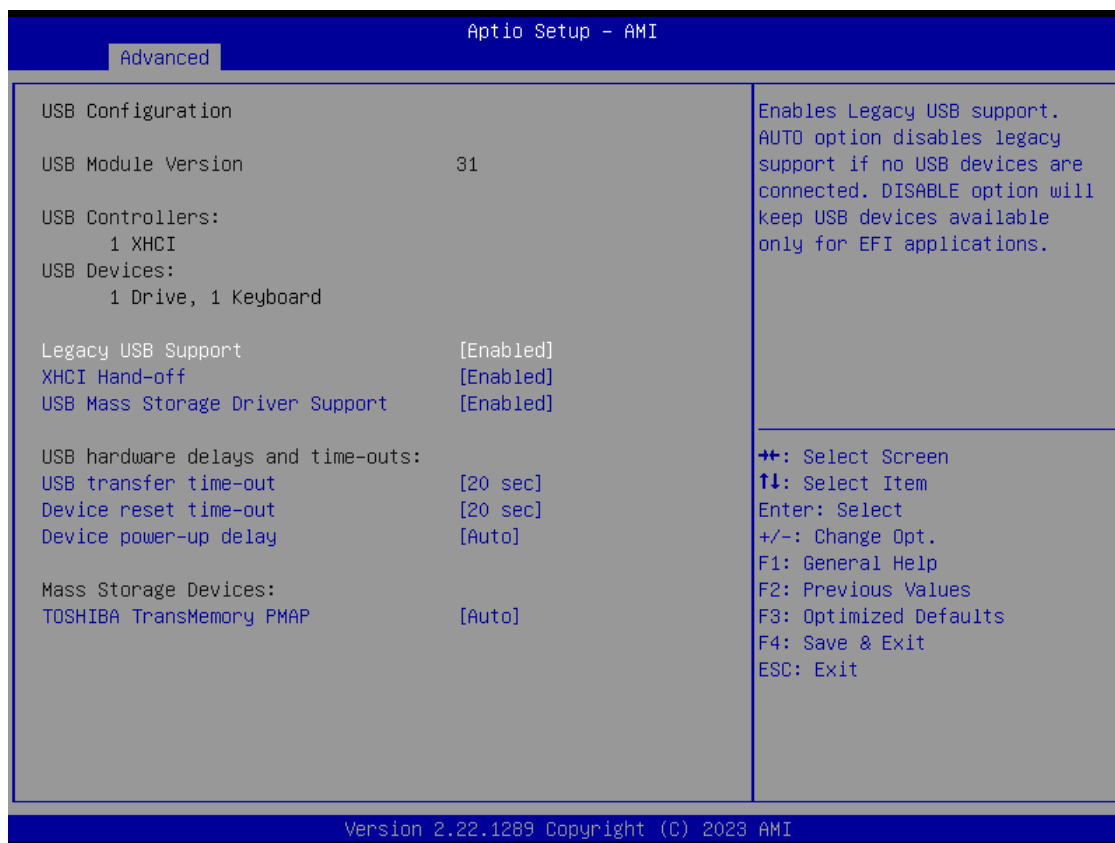 Aptio Setup - AMI
Advanced
USB Configuration
USB Module Version 31
USB Controllers:
1 XHCI
USB Devices:
1 Drive, 1 Keyboard
Legacy USB Support [Enabled]
XHCI Hand-off [Enabled]
USB Mass Storage Driver Support [Enabled]
USB hardware delays and time-outs:
USB transfer time-out [20 sec]
Device reset time-out [20 sec]
Device power-up delay [Auto]
Mass Storage Devices:
TOSHIBA TransMemory PMAP [Auto]
Enables Legacy USB support.
AUTO option disables legacy
support if no USB devices are
connected. DISABLE option will
keep USB devices available
only for EFI applications.
→←: Select Screen
↑↓: Select Item
Enter: Select
+/-: Change Opt.
F1: General Help
F2: Previous Values
F3: Optimized Defaults
F4: Save & Exit
ESC: Exit
Version 2.22.1289 Copyright (C) 2023 AMI